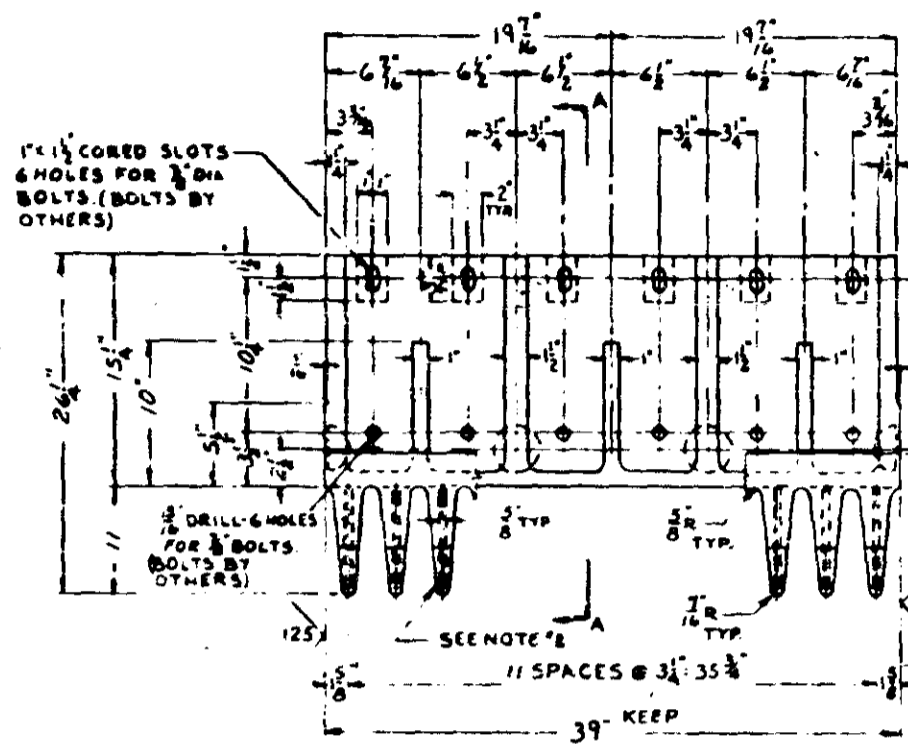 19 7/16" 19 7/16"
6 7/16" 6 1/2" 6 1/2" 6 1/2" 6 1/2" 6 7/16"
3 1/4" 3 1/4" A 3 1/4" 3 1/4"
1" x 1 1/2" CORED SLOTS
6 HOLES FOR 7/8" DIA
BOLTS. (BOLTS BY
OTHERS)
1" 1" 2"
TYP
26 1/4" 15 1/4" 10" 10 1/4"
1" 1 1/2" 1" 1 1/2" 1"
11
DRILL-6 HOLES
FOR 7/8" BOLTS.
(BOLTS BY
OTHERS)
5/8" TYP
5/8" R
TYP.
7/16" R
TYP.
125
SEE NOTE #2
A
11 SPACES @ 3 1/4": 35 3/4"
1 5/8" 1 5/8"
39" KEEP